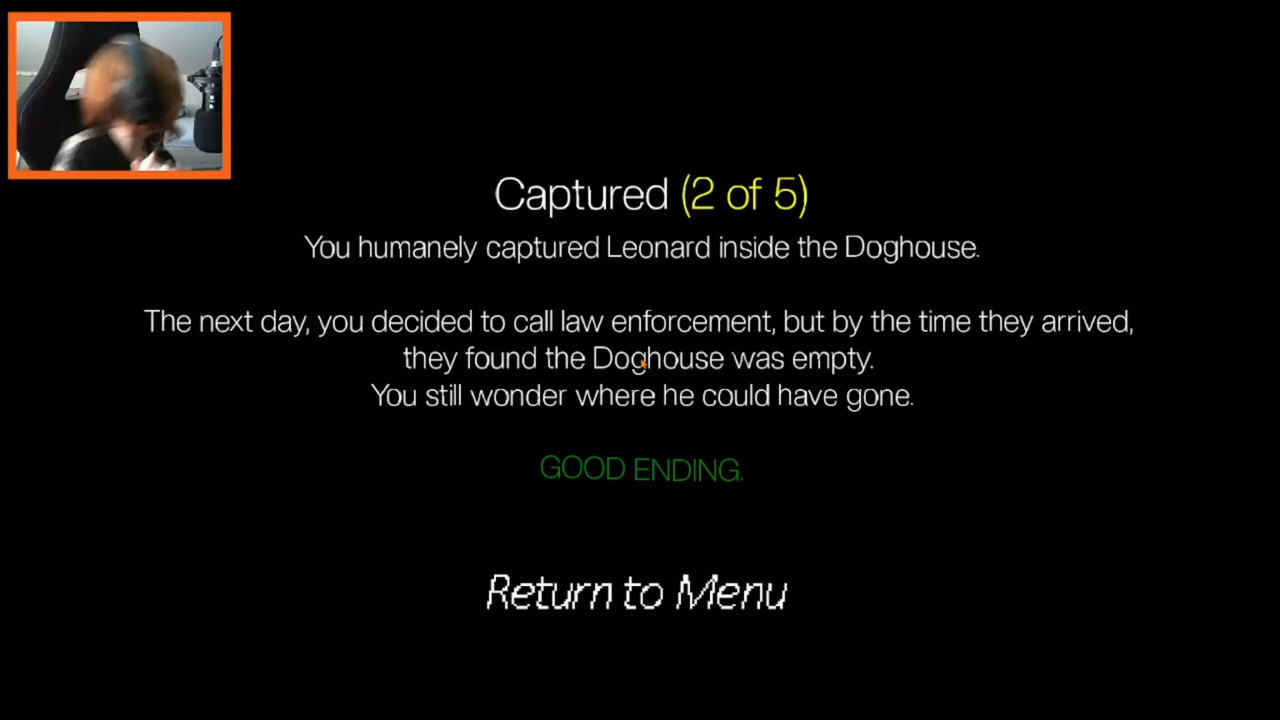 Captured (2 of 5)
You humanely captured Leonard inside the Doghouse.
The next day, you decided to call law enforcement, but by the time they arrived,
they found the Doghouse was empty.
You still wonder where he could have gone.
GOOD ENDING.
Return to Menu